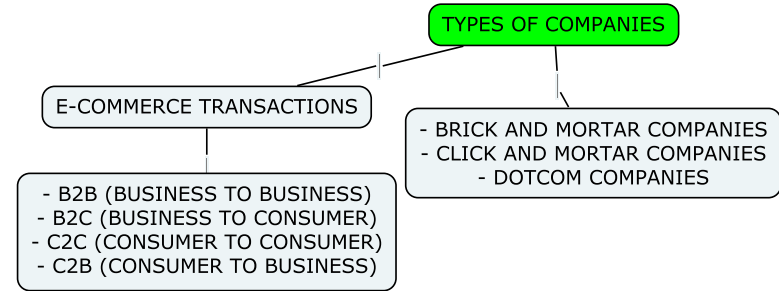 TYPES OF COMPANIES
E-COMMERCE TRANSACTIONS
- BRICK AND MORTAR COMPANIES
- CLICK AND MORTAR COMPANIES
- DOTCOM COMPANIES
- B2B (BUSINESS TO BUSINESS)
- B2C (BUSINESS TO CONSUMER)
- C2C (CONSUMER TO CONSUMER)
- C2B (CONSUMER TO BUSINESS)